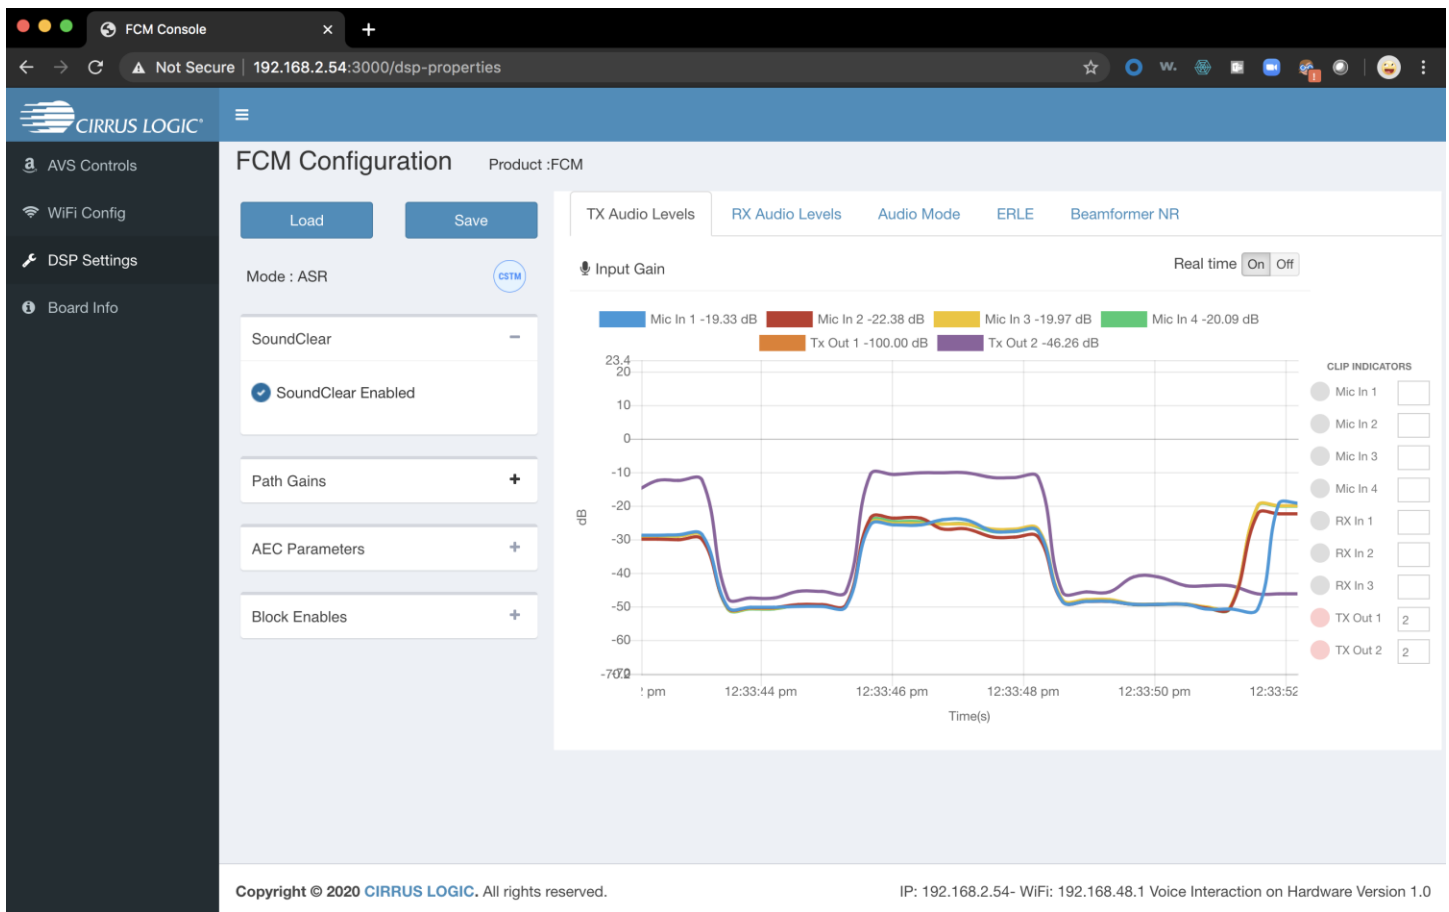 FCM Console
Not Secure | 192.168.2.54:3000/dsp-properties
w.
CIRRUS LOGIC®
AVS Controls
WiFi Config
DSP Settings
Board Info
FCM Configuration Product :FCM
Load Save
Mode : ASR CSTM
SoundClear
SoundClear Enabled
Path Gains
AEC Parameters
Block Enables
TX Audio Levels RX Audio Levels Audio Mode ERLE Beamformer NR
Input Gain Real time On Off
Mic In 1 -19.33 dB Mic In 2 -22.38 dB Mic In 3 -19.97 dB Mic In 4 -20.09 dB
Tx Out 1 -100.00 dB Tx Out 2 -46.26 dB
23.4
20
10
0
-10
-20
-30
-40
-50
-60
dB
pm 12:33:44 pm 12:33:46 pm 12:33:48 pm 12:33:50 pm 12:33:52
Time(s)
CLIP INDICATORS
Mic In 1
Mic In 2
Mic In 3
Mic In 4
RX In 1
RX In 2
RX In 3
TX Out 1 2
TX Out 2 2
Copyright © 2020 CIRRUS LOGIC. All rights reserved. IP: 192.168.2.54- WiFi: 192.168.48.1 Voice Interaction on Hardware Version 1.0